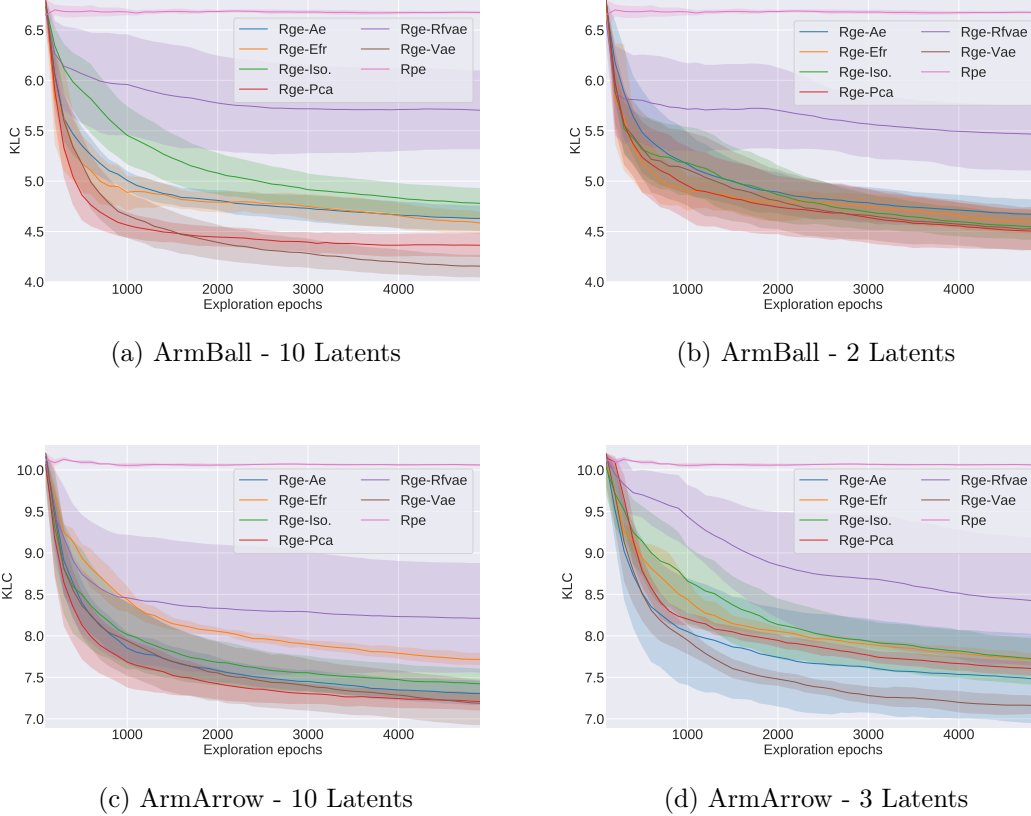 6.5
6.0
5.5
5.0
4.5
4.0
KLC
Rge-Ae
Rge-Efr
Rge-Iso.
Rge-Pca
Rge-Rfvae
Rge-Vae
Rpe
1000 2000 3000 4000
Exploration epochs
(a) ArmBall - 10 Latents
6.5
6.0
5.5
5.0
4.5
4.0
KLC
Rge-Ae
Rge-Efr
Rge-Iso.
Rge-Pca
Rge-Rfvae
Rge-Vae
Rpe
1000 2000 3000 4000
Exploration epochs
(b) ArmBall - 2 Latents
10.0
9.5
9.0
8.5
8.0
7.5
7.0
KLC
Rge-Ae
Rge-Efr
Rge-Iso.
Rge-Pca
Rge-Rfvae
Rge-Vae
Rpe
1000 2000 3000 4000
Exploration epochs
(c) ArmArrow - 10 Latents
10.0
9.5
9.0
8.5
8.0
7.5
7.0
KLC
Rge-Ae
Rge-Efr
Rge-Iso.
Rge-Pca
Rge-Rfvae
Rge-Vae
Rpe
1000 2000 3000 4000
Exploration epochs
(d) ArmArrow - 3 Latents